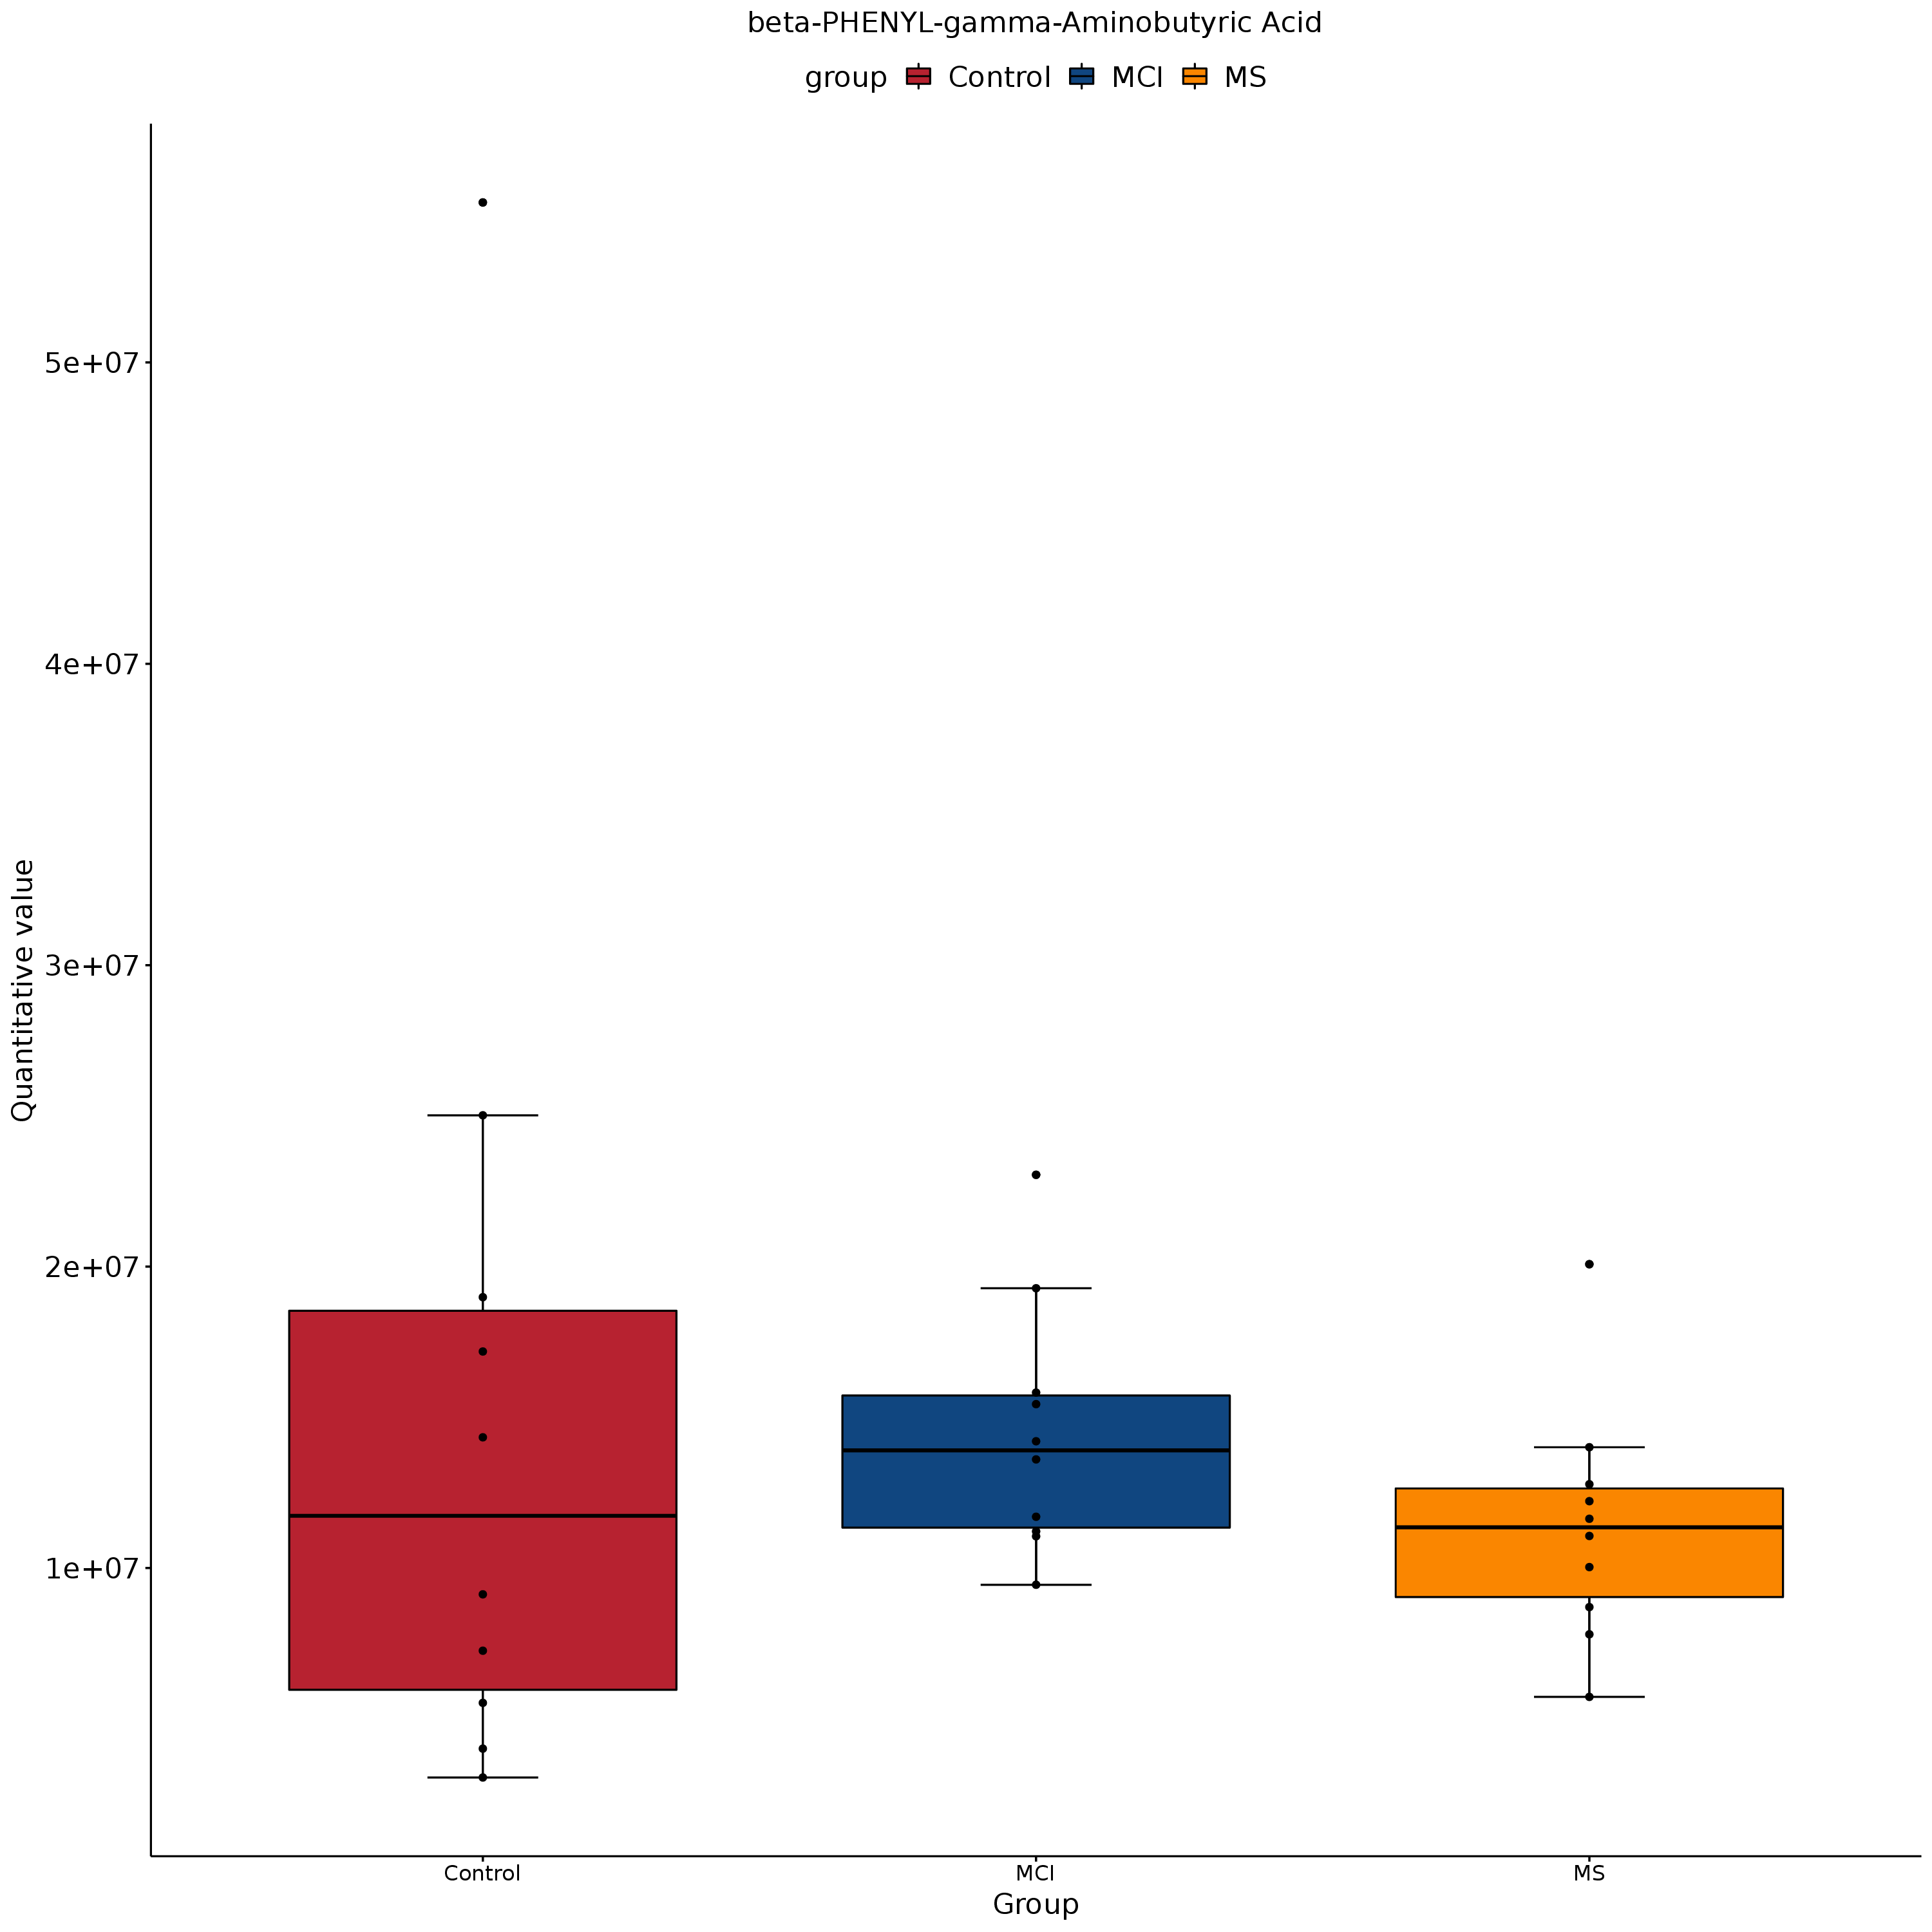 beta-PHENYL-gamma-Aminobutyric Acid
group Control MCI MS
Quantitative value
5e+07
4e+07
3e+07
2e+07
1e+07
Control MCI MS
Group